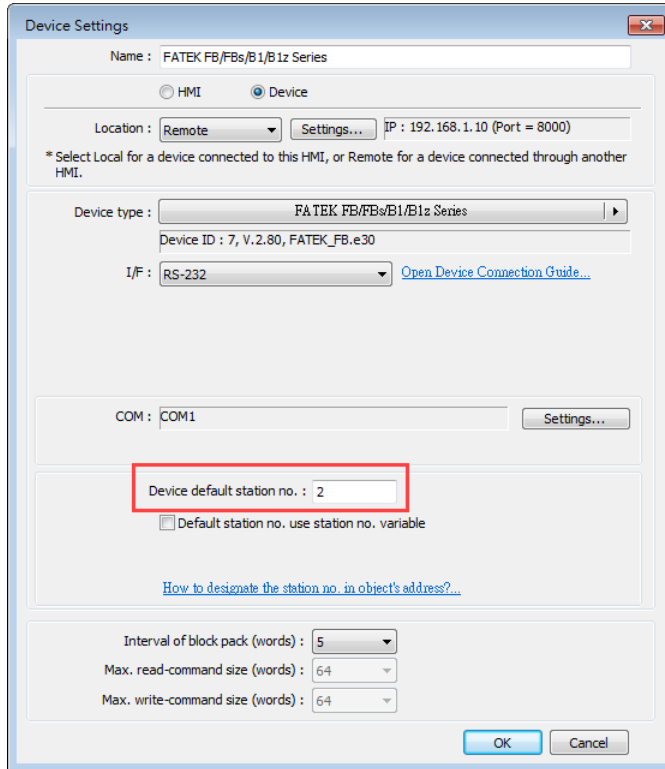 Device Settings
Name : FATEK FB/FBs/B1/B1z Series
HMI Device
Location : Remote Settings... IP : 192.168.1.10 (Port = 8000)
* Select Local for a device connected to this HMI, or Remote for a device connected through another
HMI.
Device type : FATEK FB/FBs/B1/B1z Series
Device ID : 7, V.2.80, FATEK_FB.e30
I/F : RS-232 Open Device Connection Guide...
COM : COM1 Settings...
Device default station no. : 2
Default station no. use station no. variable
How to designate the station no. in object's address?...
Interval of block pack (words) : 5
Max. read-command size (words) : 64
Max. write-command size (words) : 64
OK Cancel